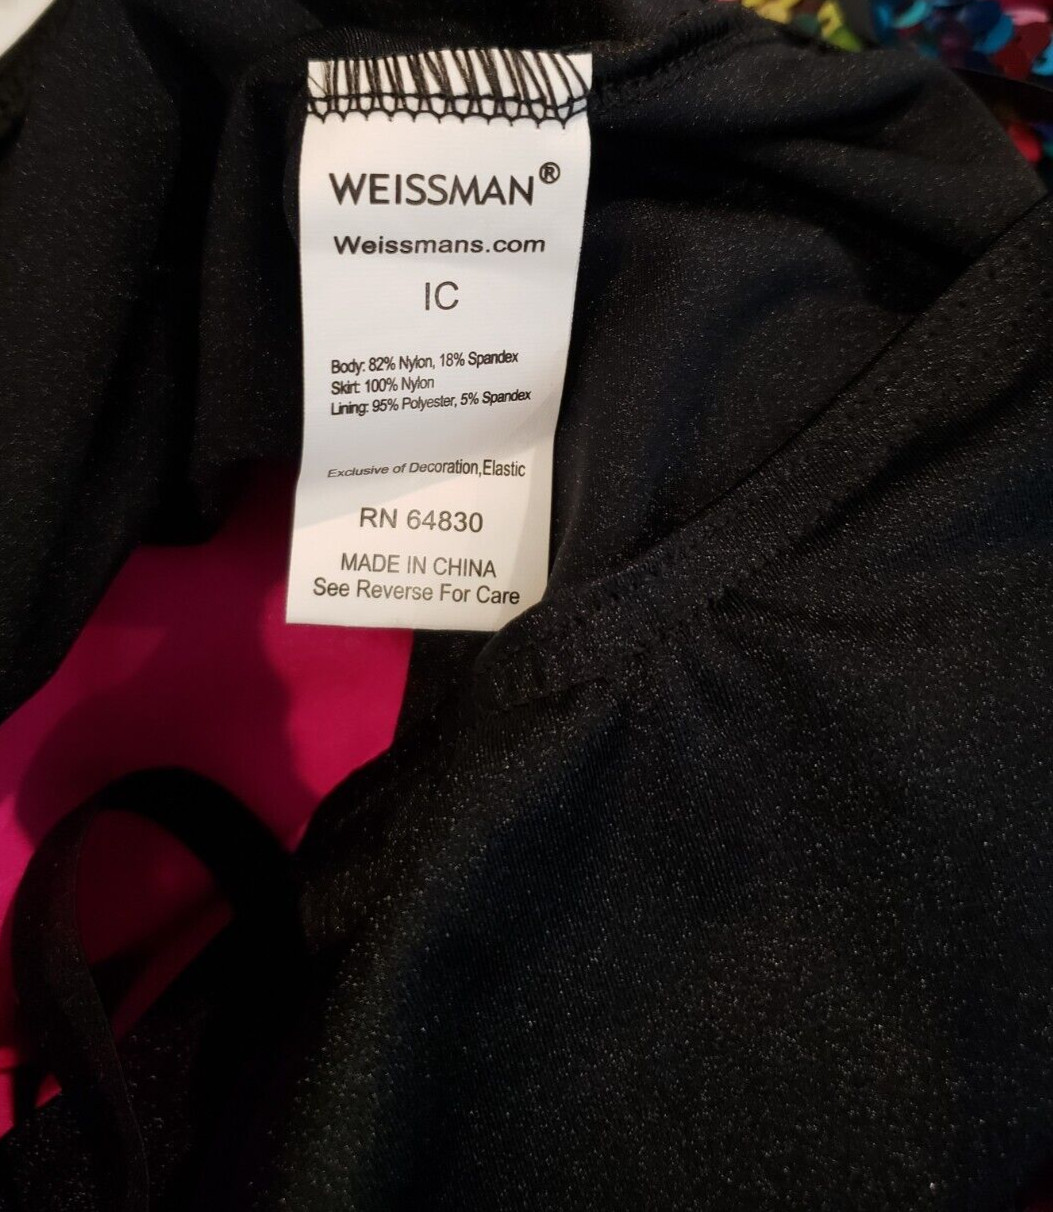 WEISSMAN®
Weissmans.com
IC
Body: 82% Nylon, 18% Spandex
Skirt: 100% Nylon
Lining: 95% Polyester, 5% Spandex
Exclusive of Decoration,Elastic
RN 64830
MADE IN CHINA
See Reverse For Care